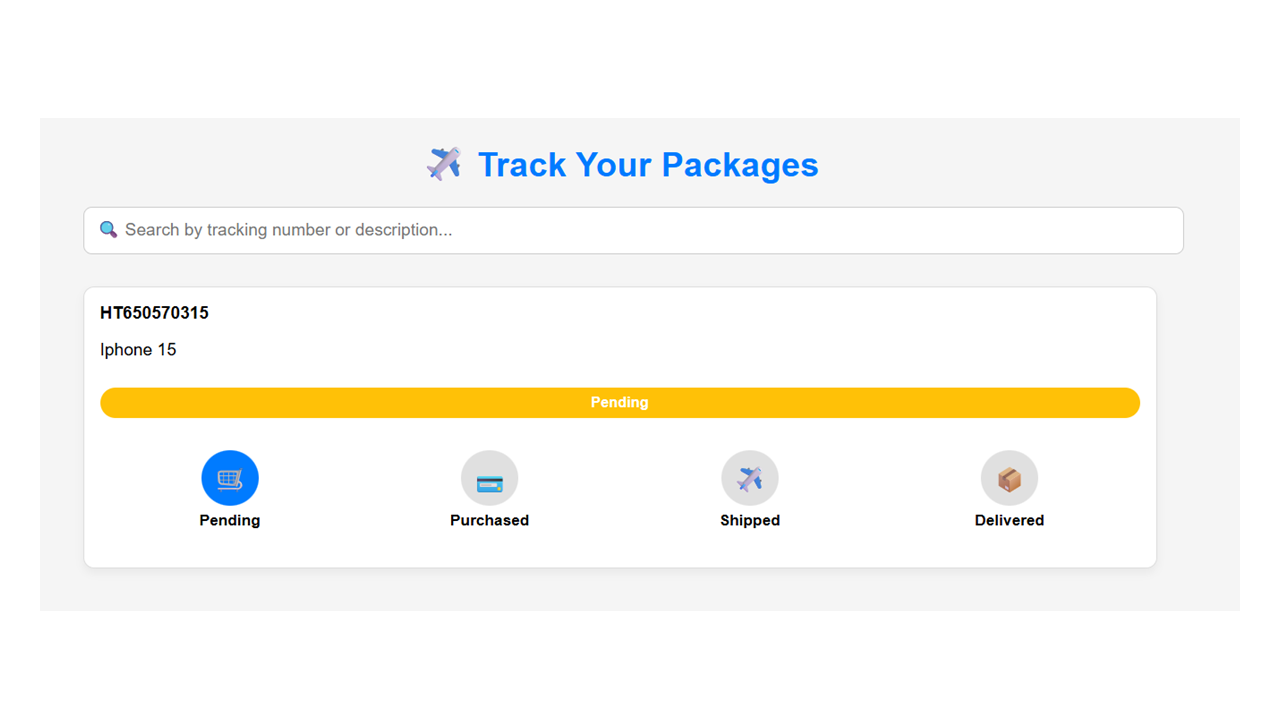 Track Your Packages
Search by tracking number or description...
HT650570315
Iphone 15
Pending
Pending Purchased Shipped Delivered